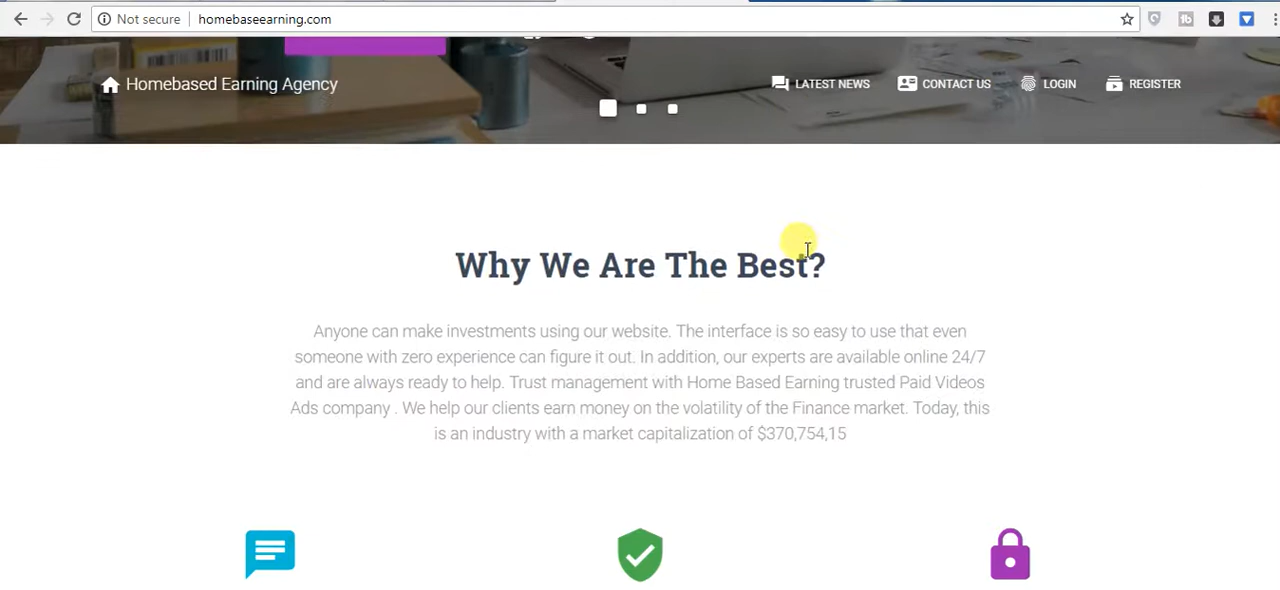 Not secure
homebaseearning.com
Homebased Earning Agency
LATEST NEWS
CONTACT US
LOGIN
REGISTER
Why We Are The Best?
Anyone can make investments using our website. The interface is so easy to use that even
someone with zero experience can figure it out. In addition, our experts are available online 24/7
and are always ready to help. Trust management with Home Based Earning trusted Paid Videos
Ads company . We help our clients earn money on the volatility of the Finance market. Today, this
is an industry with a market capitalization of $370,754,15